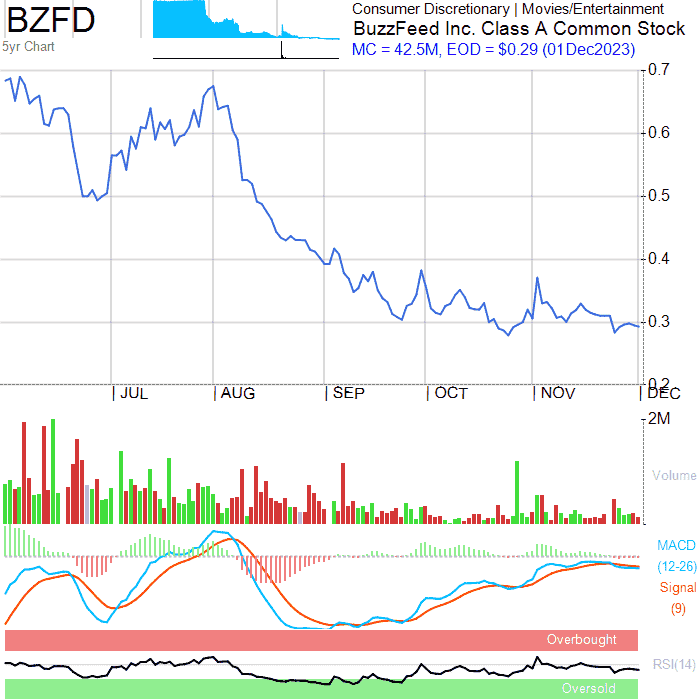 BZFD
5yr Chart
Consumer Discretionary | Movies/Entertainment
BuzzFeed Inc. Class A Common Stock
MC = 42.5M, EOD = $0.29 (01Dec2023)
0.7
0.6
0.5
0.4
0.3
0.2
| JUL | AUG | SEP | OCT | NOV | DEC
2M
Volume
MACD
(12-26)
Signal
(9)
Overbought
RSI(14)
Oversold